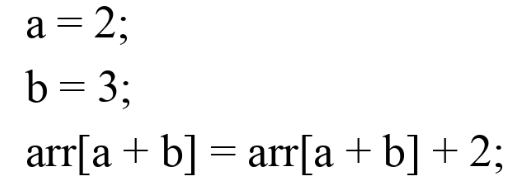 a = 2;
b = 3;
arr[a + b] = arr[a + b] + 2;